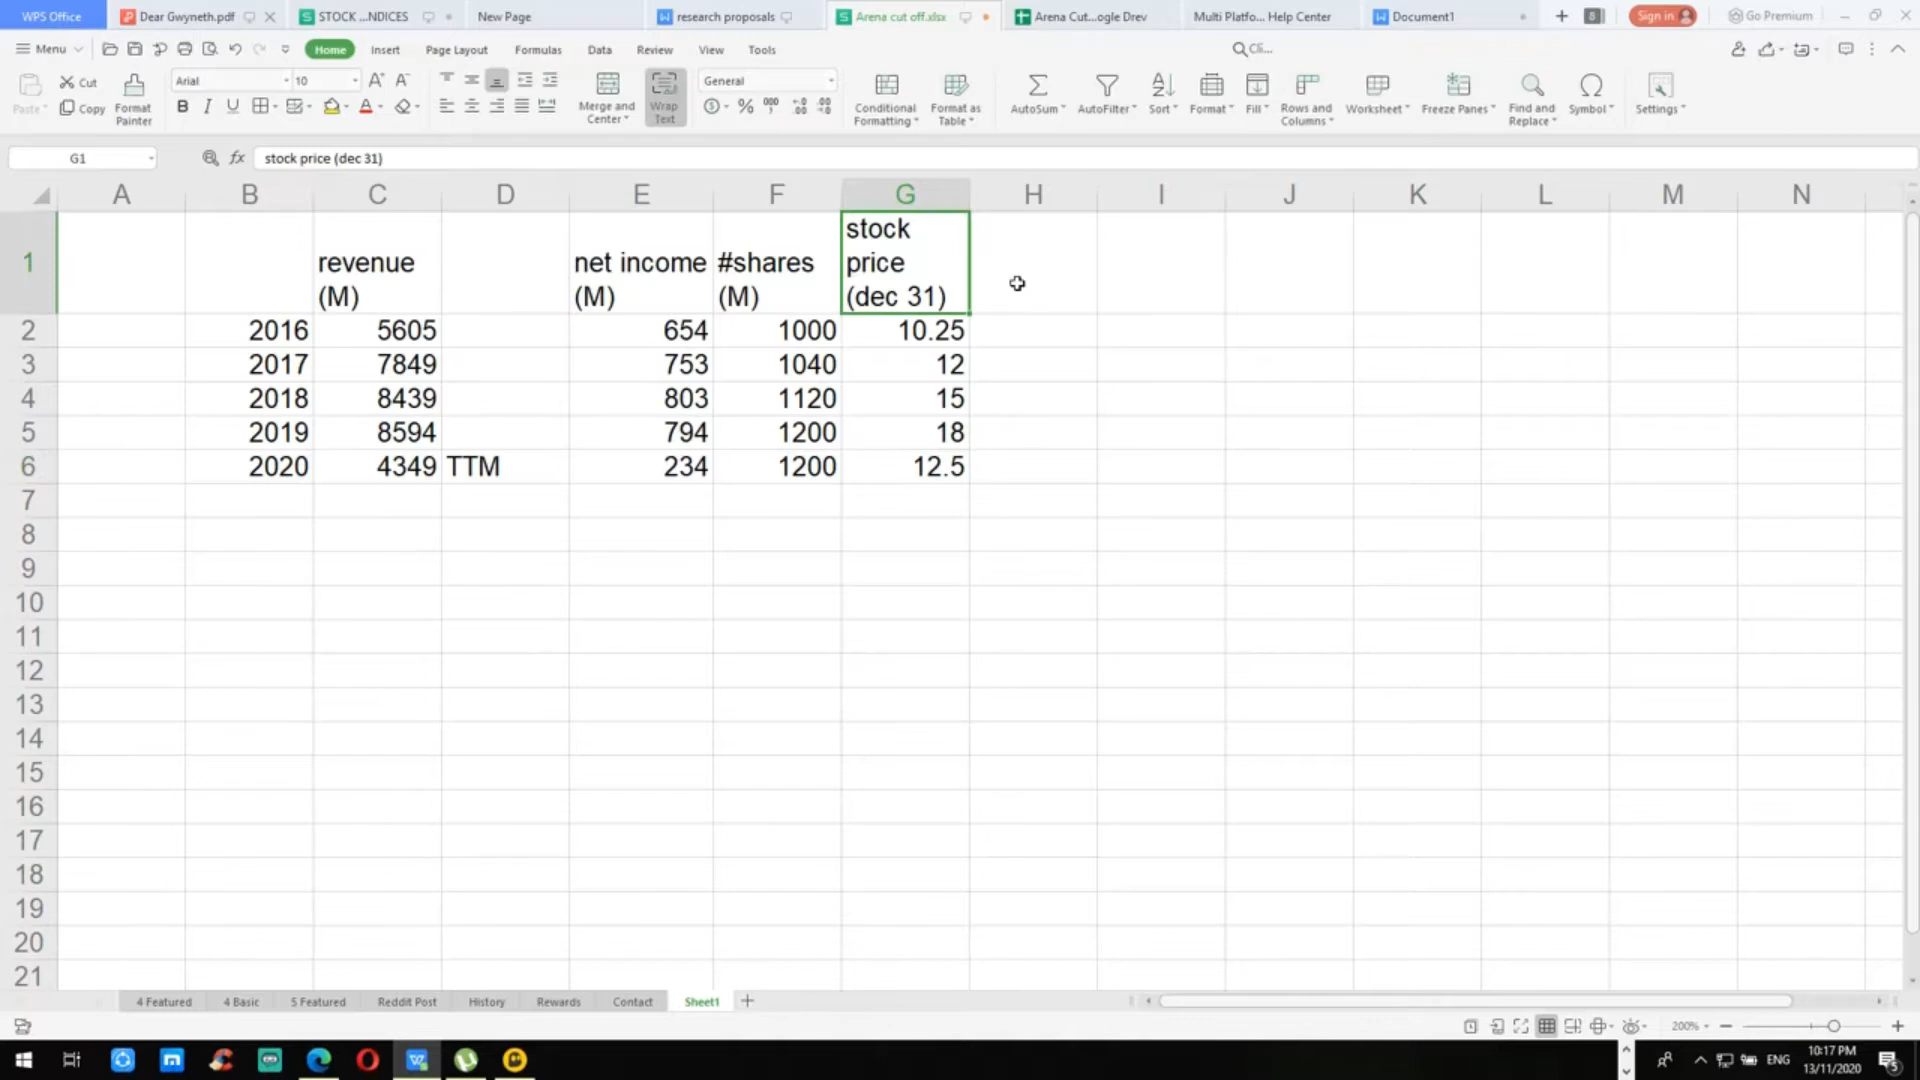 WPS Office Dear Gwyneth.pdf STOCK ...NDICES New Page research proposals Arena cut off.xlsx Arena Cut...ogle Drev Multi Platfo... Help Center Document1 8 Sign in Go Premium
Menu Home Insert Page Layout Formulas Data Review View Tools Cli...
Paste Cut Copy Format Painter Arial 10 Merge and Center Wrap Text General Conditional Formatting Format as Table AutoSum AutoFilter Sort Format Fill Rows and Columns Worksheet Freeze Panes Find and Replace Symbol Settings
G1 fx stock price (dec 31)
A B C D E F G H I J K L M N
1 revenue (M) net income (M) #shares (M) stock price (dec 31)
2 2016 5605 654 1000 10.25
3 2017 7849 753 1040 12
4 2018 8439 803 1120 15
5 2019 8594 794 1200 18
6 2020 4349 TTM 234 1200 12.5
7
8
9
10
11
12
13
14
15
16
17
18
19
20
21
4 Featured 4 Basic 5 Featured Reddit Post History Rewards Contact Sheet1
200%
ENG 10:17 PM
13/11/2020 5